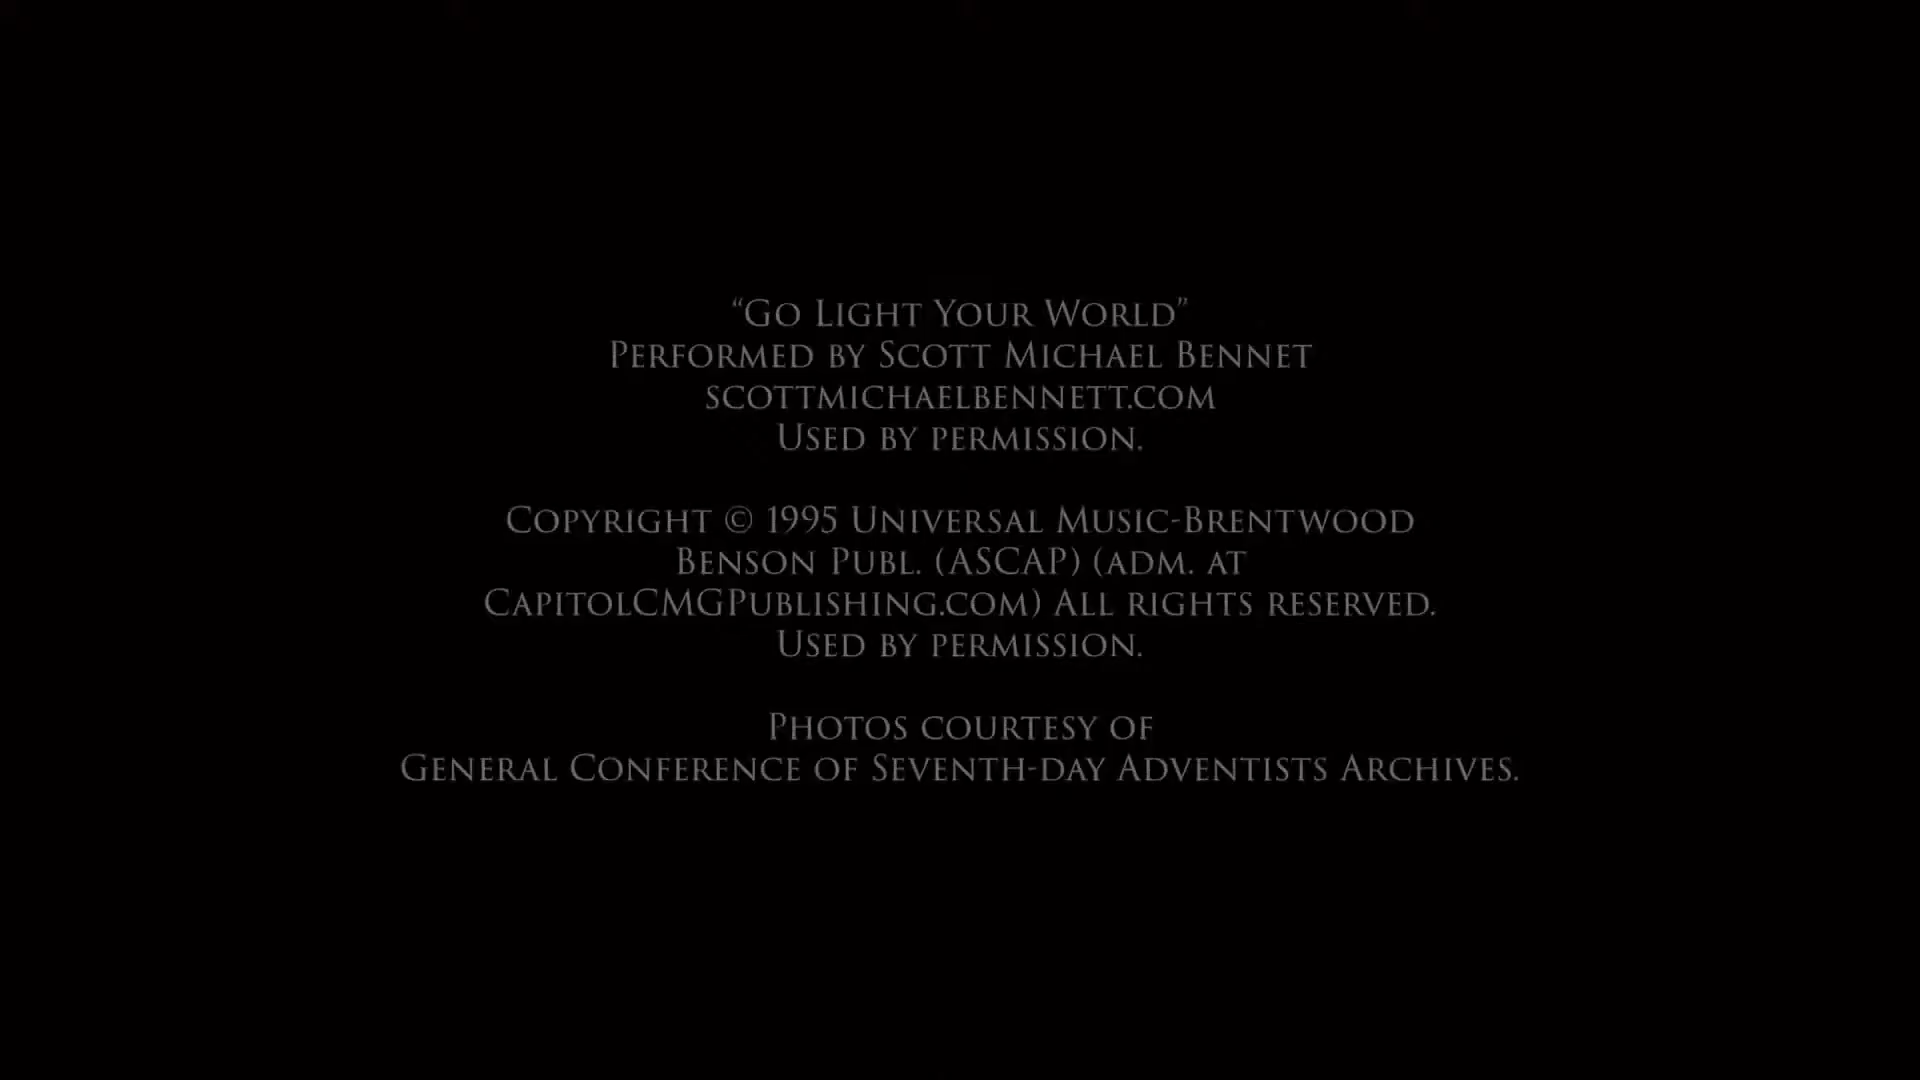 “Go Light Your World”
Performed by Scott Michael Bennet
scottmichaelbennett.com
Used by permission.
Copyright © 1995 Universal Music-Brentwood
Benson Publ. (ASCAP) (adm. at
CapitolCMGPublishing.com) All rights reserved.
Used by permission.
Photos courtesy of
General Conference of Seventh-day Adventists Archives.